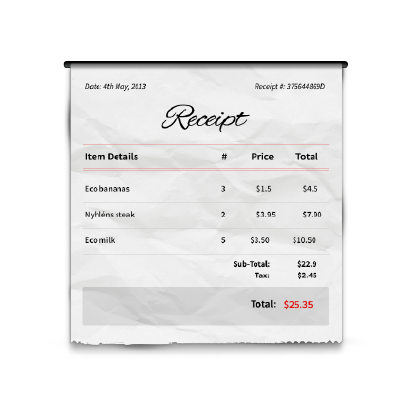 Date: 4th May, 2013 Receipt #: 375644869D
Receipt
Item Details # Price Total
Eco bananas 3 $1.5 $4.5
Nyhléns steak 2 $3.95 $7.90
Eco milk 5 $3.50 $10.50
Sub-Total: $22.9
Tax: $2.45
Total: $25.35